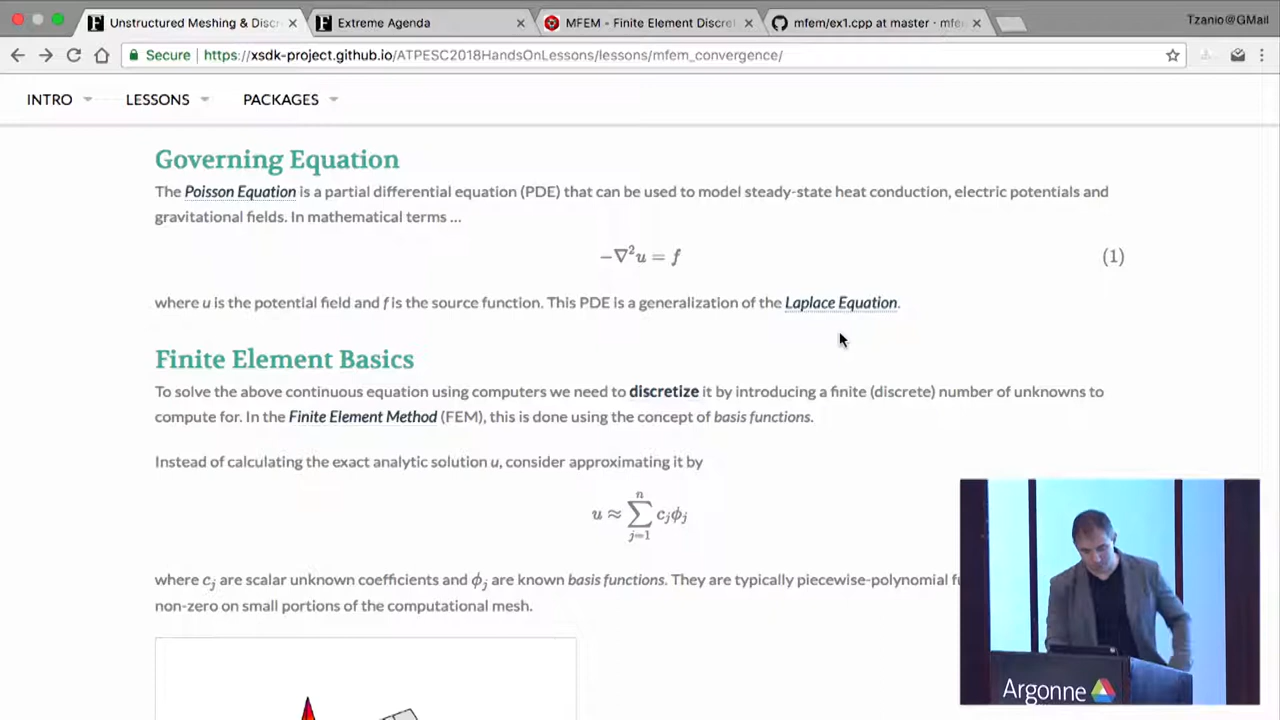 Unstructured Meshing & Discr
Extreme Agenda
MFEM - Finite Element Discret
mfem/ex1.cpp at master · mfe
Tzanio@GMail
Secure https://xsdk-project.github.io/ATPESC2018HandsOnLessons/lessons/mfem_convergence/
INTRO LESSONS PACKAGES
Governing Equation
The Poisson Equation is a partial differential equation (PDE) that can be used to model steady-state heat conduction, electric potentials and
gravitational fields. In mathematical terms ...
−∇²u = f (1)
where u is the potential field and f is the source function. This PDE is a generalization of the Laplace Equation.
Finite Element Basics
To solve the above continuous equation using computers we need to discretize it by introducing a finite (discrete) number of unknowns to
compute for. In the Finite Element Method (FEM), this is done using the concept of basis functions.
Instead of calculating the exact analytic solution u, consider approximating it by
u ≈ ∑ⁿⱼ₌₁ cⱼϕⱼ
where cⱼ are scalar unknown coefficients and ϕⱼ are known basis functions. They are typically piecewise-polynomial fu
non-zero on small portions of the computational mesh.
Argonne